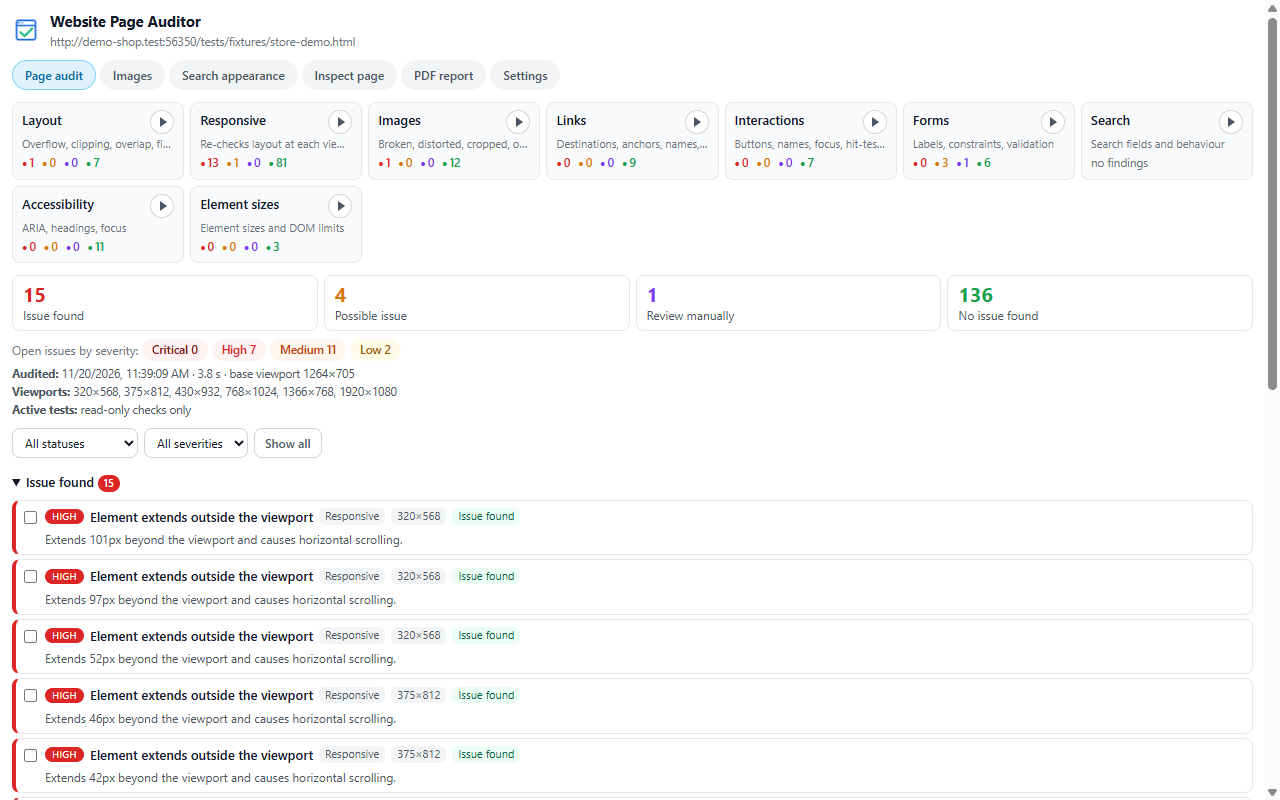 Website Page Auditor
http://demo-shop.test:56350/tests/fixtures/store-demo.html
Page audit Images Search appearance Inspect page PDF report Settings
Layout
Overflow, clipping, overlap, fi...
1 0 0 7
Responsive
Re-checks layout at each vie...
13 1 0 81
Images
Broken, distorted, cropped, o...
1 0 0 12
Links
Destinations, anchors, names,...
0 0 0 9
Interactions
Buttons, names, focus, hit-tes...
0 0 0 7
Forms
Labels, constraints, validation
0 3 1 6
Search
Search fields and behaviour
no findings
Accessibility
ARIA, headings, focus
0 0 0 11
Element sizes
Element sizes and DOM limits
0 0 0 3
15
Issue found
4
Possible issue
1
Review manually
136
No issue found
Open issues by severity: Critical 0 High 7 Medium 11 Low 2
Audited: 11/20/2026, 11:39:09 AM · 3.8 s · base viewport 1264×705
Viewports: 320×568, 375×812, 430×932, 768×1024, 1366×768, 1920×1080
Active tests: read-only checks only
All statuses All severities Show all
Issue found 15
HIGH Element extends outside the viewport Responsive 320×568 Issue found
Extends 101px beyond the viewport and causes horizontal scrolling.
HIGH Element extends outside the viewport Responsive 320×568 Issue found
Extends 97px beyond the viewport and causes horizontal scrolling.
HIGH Element extends outside the viewport Responsive 320×568 Issue found
Extends 52px beyond the viewport and causes horizontal scrolling.
HIGH Element extends outside the viewport Responsive 375×812 Issue found
Extends 46px beyond the viewport and causes horizontal scrolling.
HIGH Element extends outside the viewport Responsive 375×812 Issue found
Extends 42px beyond the viewport and causes horizontal scrolling.